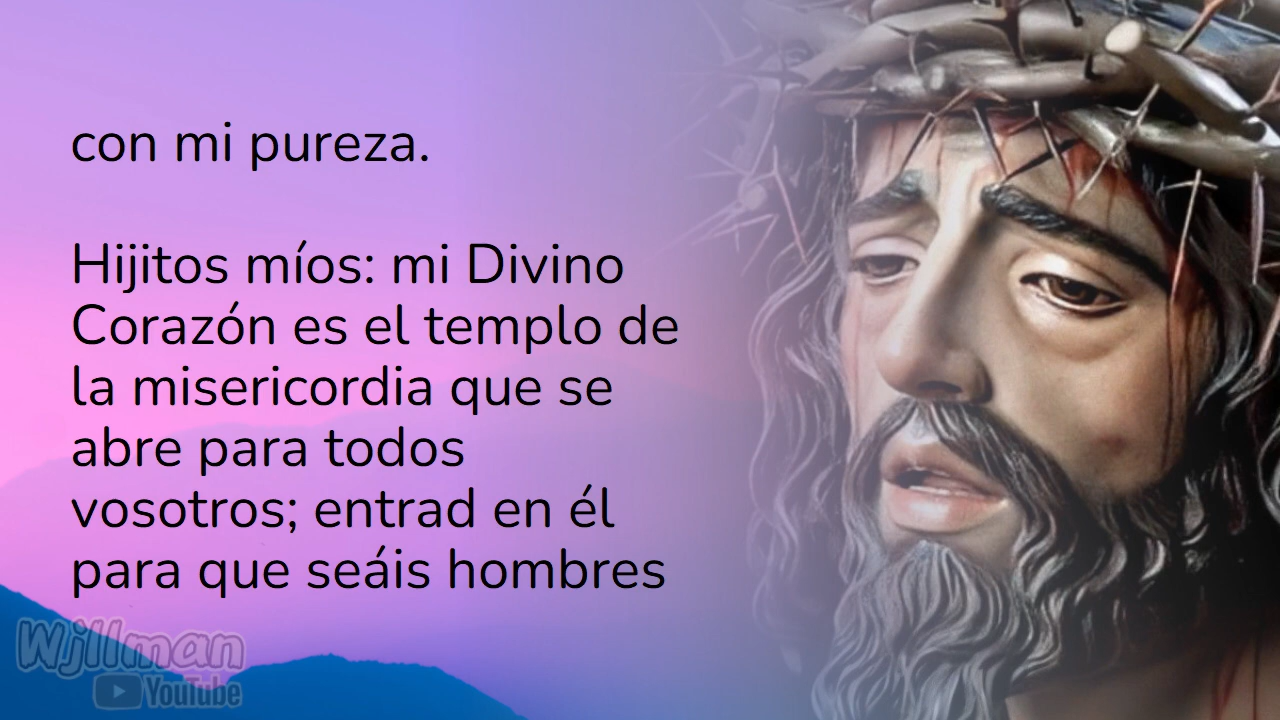 con mi pureza.
Hijitos míos: mi Divino
Corazón es el templo de
la misericordia que se
abre para todos
vosotros; entrad en él
para que seáis hombres
Wjllman
YouTube